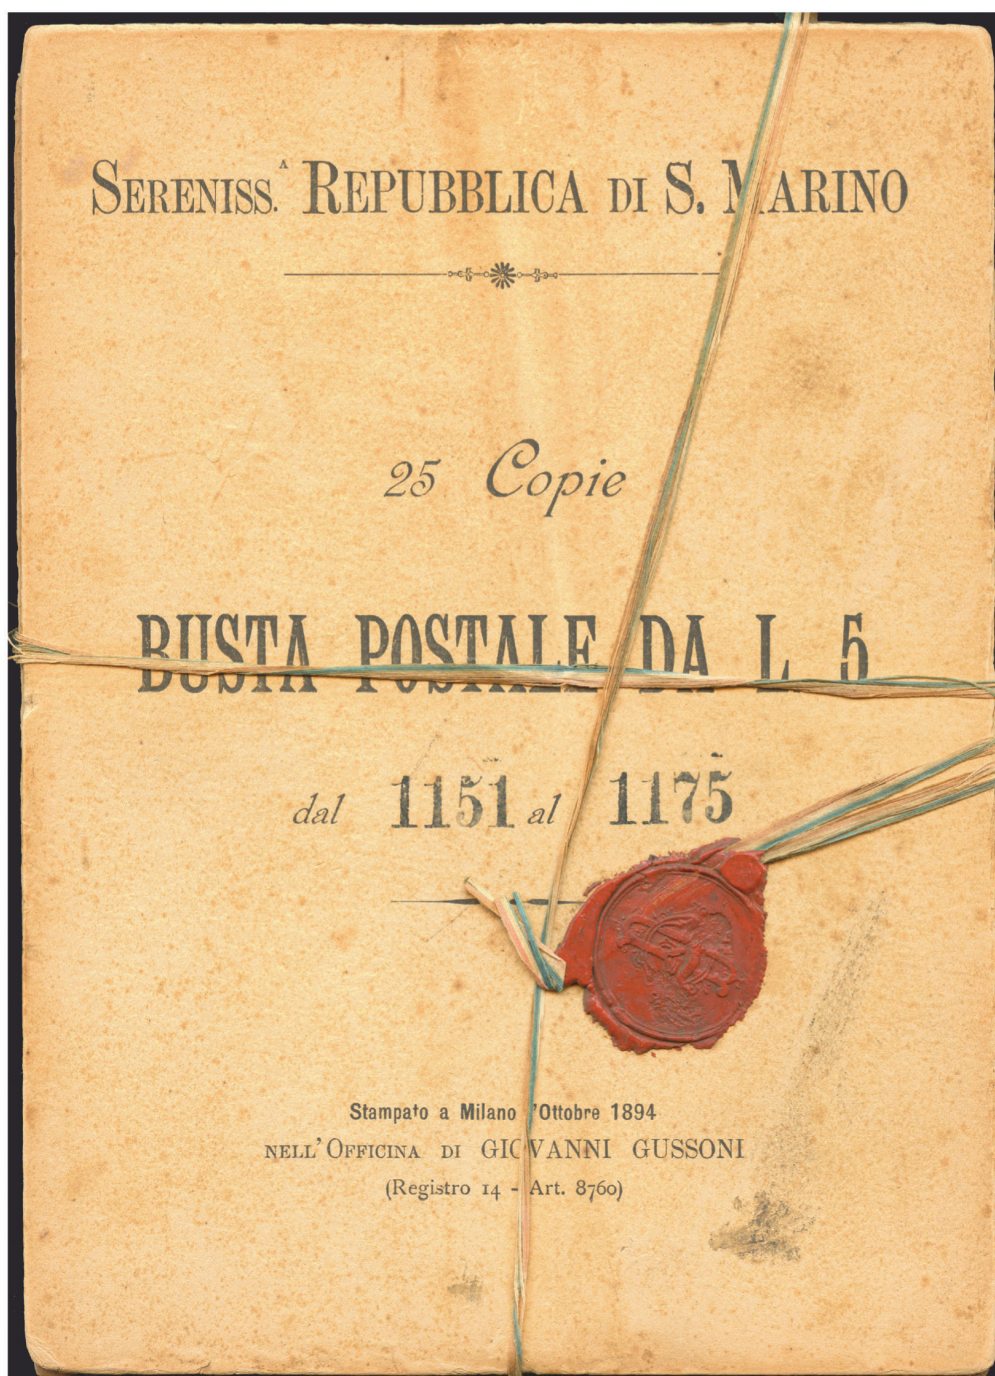 SERENISS.ᴬ REPUBBLICA DI S. MARINO
25 Copie
BUSTA POSTALE DA L 5
dal 1151 al 1175
Stampato a Milano l'Ottobre 1894
NELL'OFFICINA DI GIOVANNI GUSSONI
(Registro 14 - Art. 8760)